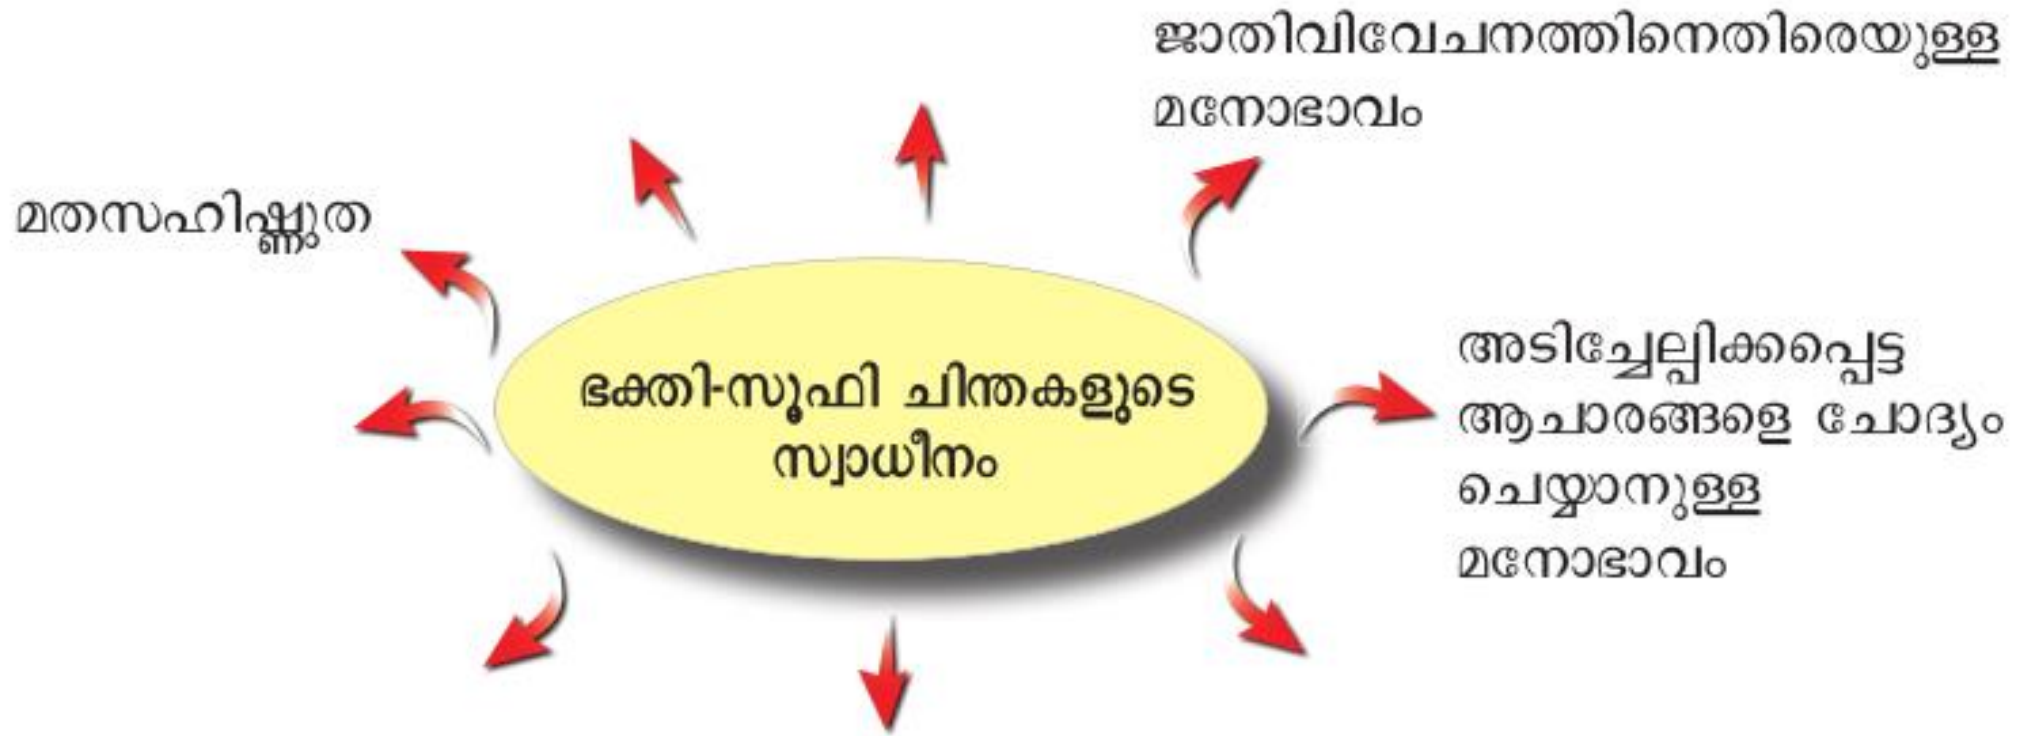 ജാതിവിവേചനത്തിനെതിരെയുള്ള
മനോഭാവം
മതസഹിഷ്ണുത
ഭക്തി-സൂഫി ചിന്തകളുടെ
സ്വാധീനം
അടിച്ചേല്പിക്കപ്പെട്ട
ആചാരങ്ങളെ ചോദ്യം
ചെയ്യാനുള്ള
മനോഭാവം